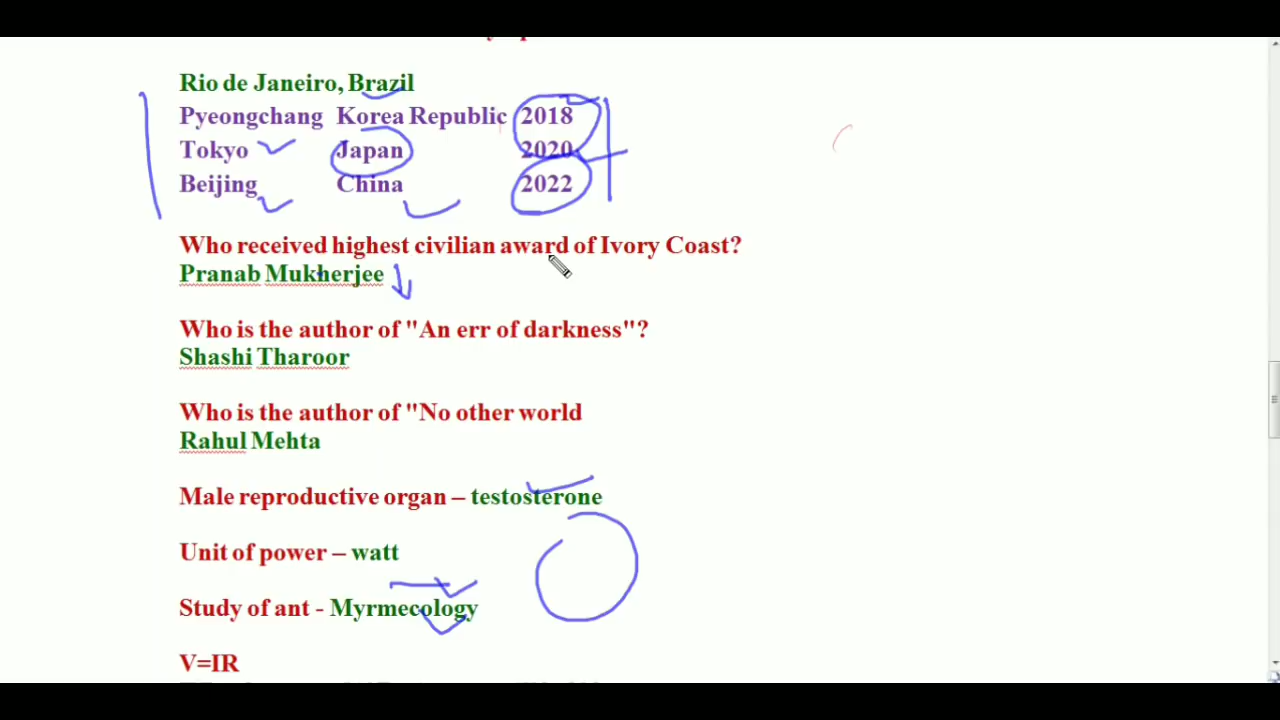 Rio de Janeiro, Brazil
Pyeongchang Korea Republic 2018
Tokyo Japan 2020
Beijing China 2022
Who received highest civilian award of Ivory Coast?
Pranab Mukherjee
Who is the author of "An err of darkness"?
Shashi Tharoor
Who is the author of "No other world
Rahul Mehta
Male reproductive organ – testosterone
Unit of power – watt
Study of ant - Myrmecology
V=IR